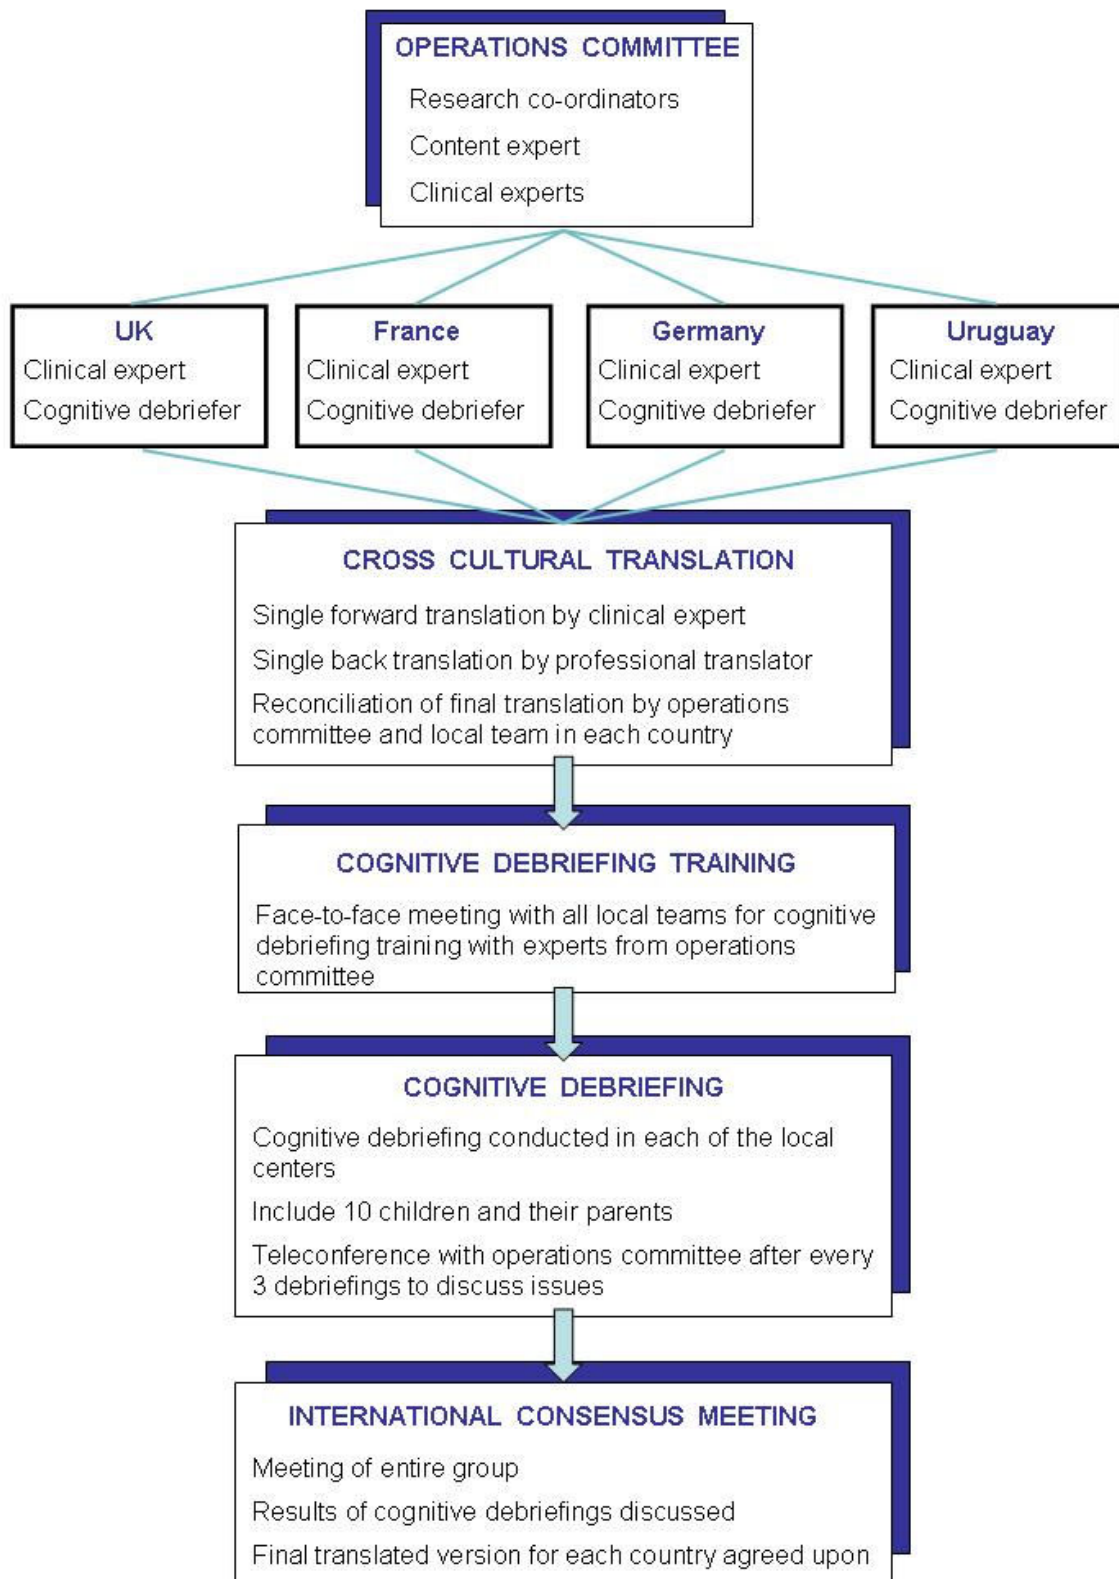 OPERATIONS COMMITTEE
Research co-ordinators
Content expert
Clinical experts
UK
Clinical expert
Cognitive debriefer
France
Clinical expert
Cognitive debriefer
Germany
Clinical expert
Cognitive debriefer
Uruguay
Clinical expert
Cognitive debriefer
CROSS CULTURAL TRANSLATION
Single forward translation by clinical expert
Single back translation by professional translator
Reconciliation of final translation by operations
committee and local team in each country
COGNITIVE DEBRIEFING TRAINING
Face-to-face meeting with all local teams for cognitive
debriefing training with experts from operations
committee
COGNITIVE DEBRIEFING
Cognitive debriefing conducted in each of the local
centers
Include 10 children and their parents
Teleconference with operations committee after every
3 debriefings to discuss issues
INTERNATIONAL CONSENSUS MEETING
Meeting of entire group
Results of cognitive debriefings discussed
Final translated version for each country agreed upon